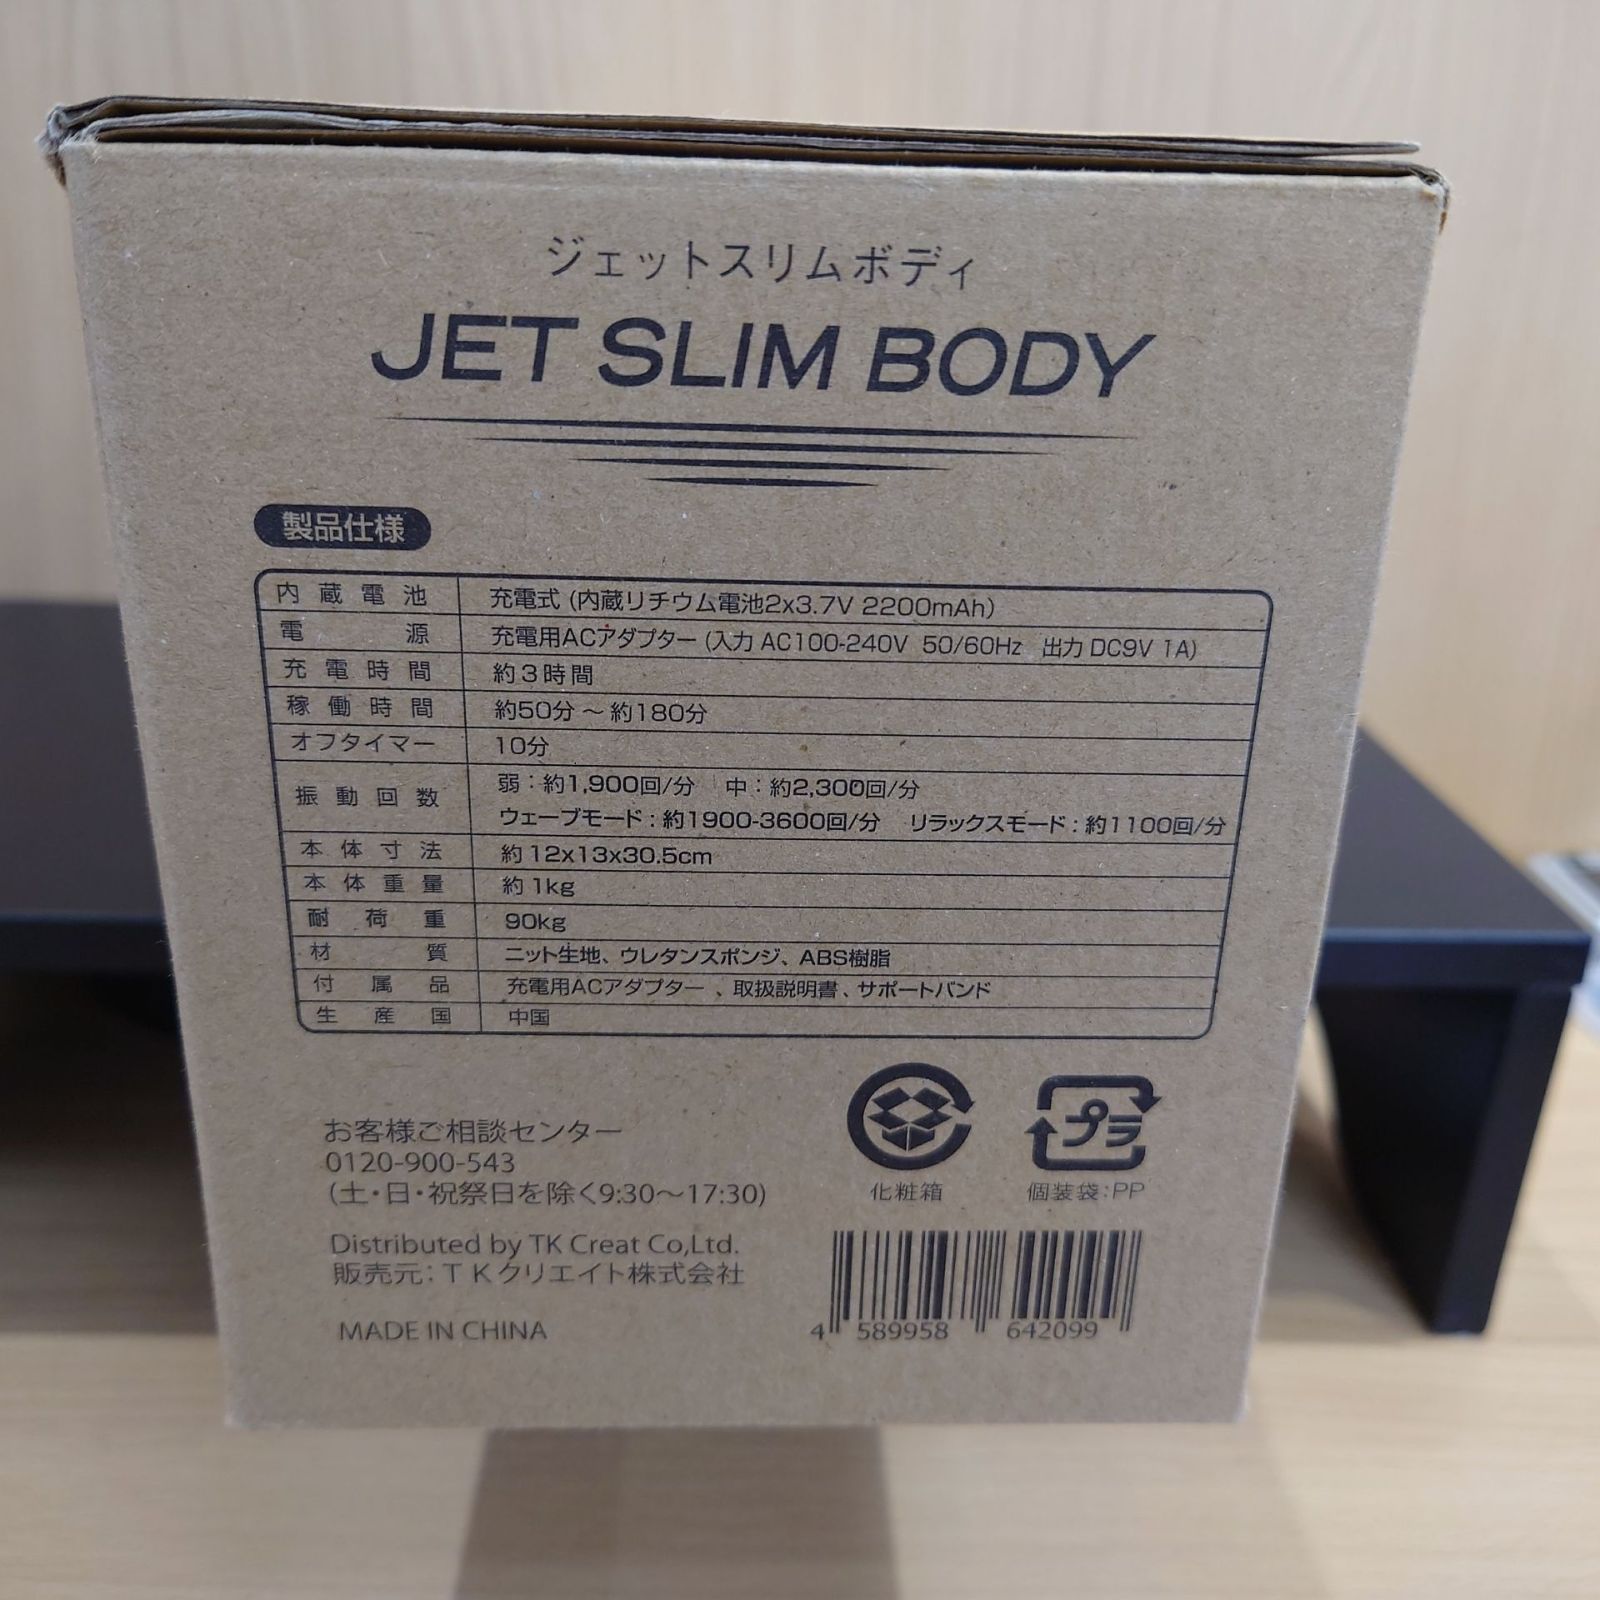 ジェットスリムボディ
JET SLIM BODY
製品仕様
内蔵電池 充電式 (内蔵リチウム電池2x3.7V 2200mAh)
電源 充電用ACアダプター (入力 AC100-240V 50/60Hz 出力 DC9V 1A)
充電時間 約3時間
稼働時間 約50分～約180分
オフタイマー 10分
振動回数 弱：約1,900回/分 中：約2,300回/分
ウェーブモード：約1900-3600回/分 リラックスモード：約1100回/分
本体寸法 約12x13x30.5cm
本体重量 約1kg
耐荷重 90kg
材質 ニット生地、ウレタンスポンジ、ABS樹脂
付属品 充電用ACアダプター、取扱説明書、サポートバンド
生産国 中国
お客様ご相談センター
0120-900-543
(土・日・祝祭日を除く9:30～17:30)
Distributed by TK Creat Co,Ltd.
販売元：TKクリエイト株式会社
MADE IN CHINA
プラ
化粧箱 個装袋：PP
4 589958 642099